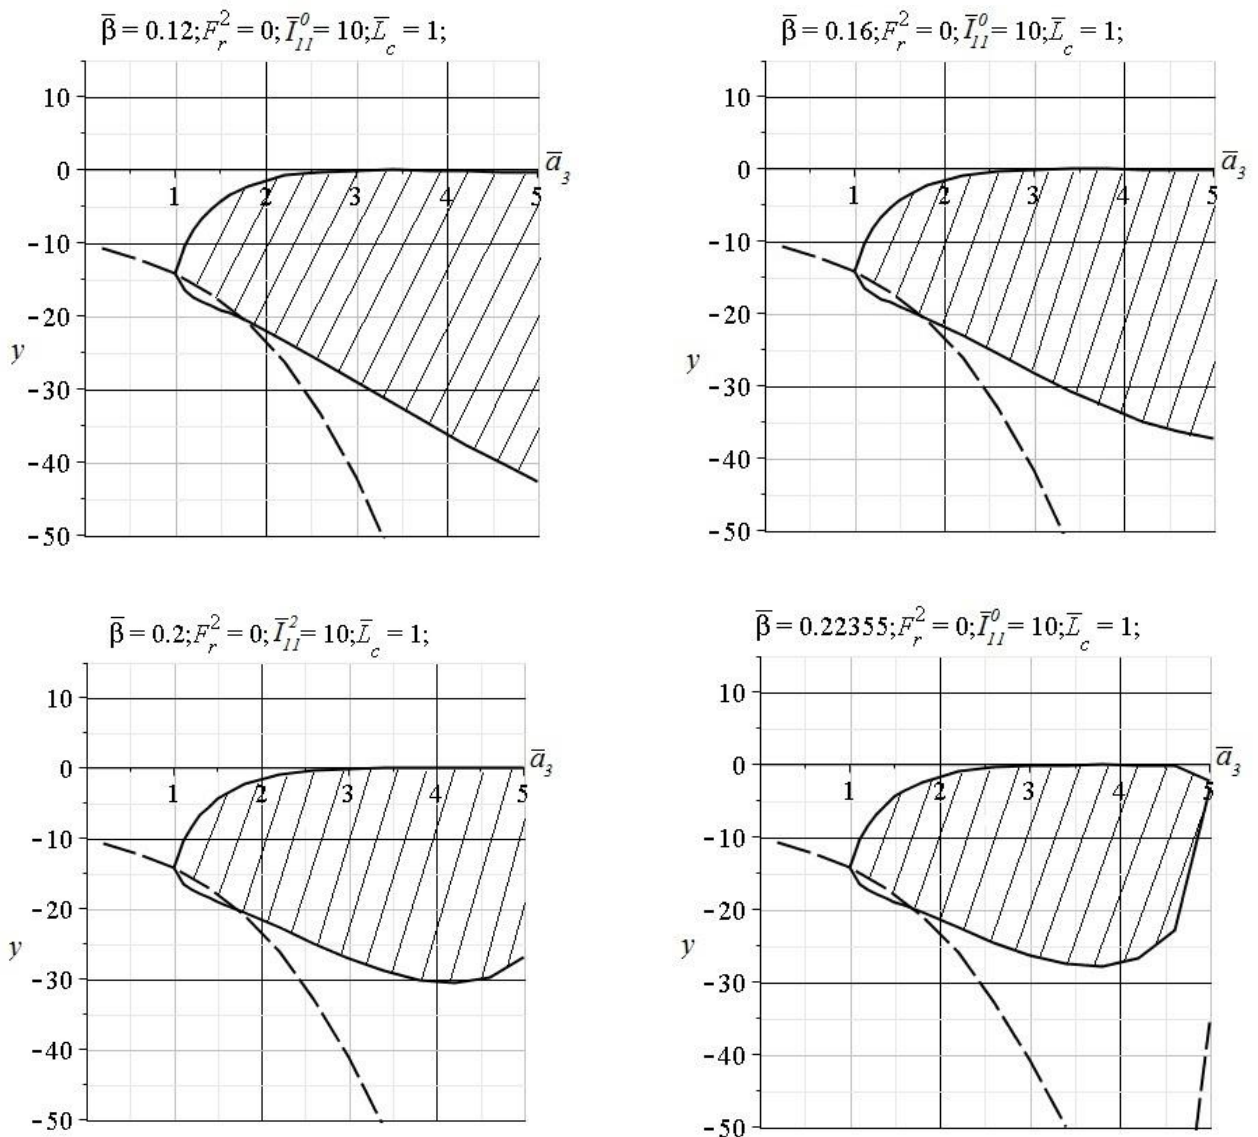 β̄ = 0.12; F_r^2 = 0; Ī_11^0 = 10; L̄_c = 1;
10
0
-10
-20
-30
-40
-50
y
1 2 3 4 5
ā_3
β̄ = 0.16; F_r^2 = 0; Ī_11^0 = 10; L̄_c = 1;
10
0
-10
-20
-30
-40
-50
y
1 2 3 4 5
ā_3
β̄ = 0.2; F_r^2 = 0; Ī_11^2 = 10; L̄_c = 1;
10
0
-10
-20
-30
-40
-50
y
1 2 3 4 5
ā_3
β̄ = 0.22355; F_r^2 = 0; Ī_11^0 = 10; L̄_c = 1;
10
0
-10
-20
-30
-40
-50
y
1 2 3 4 5
ā_3